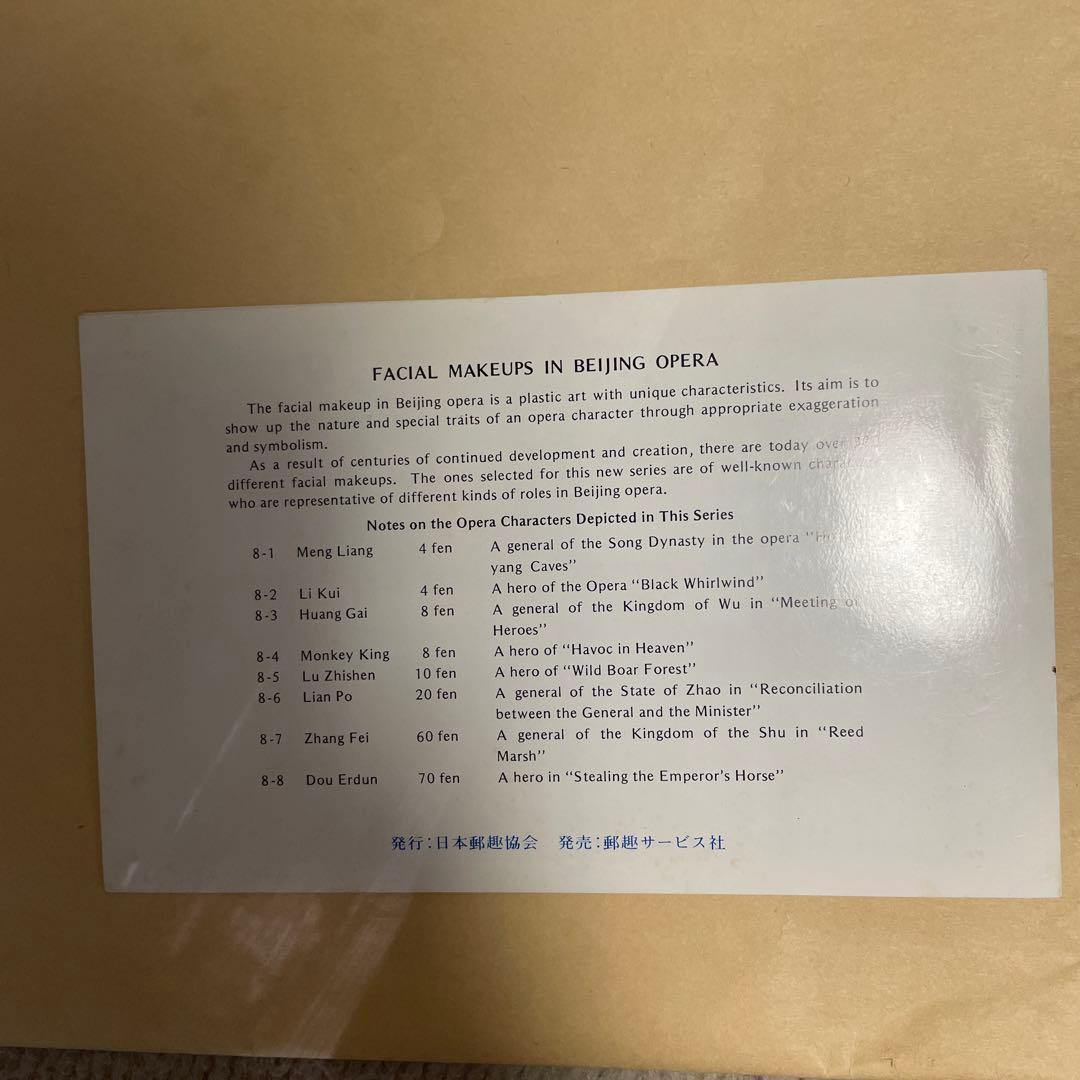 FACIAL MAKEUPS IN BEIJING OPERA
The facial makeup in Beijing opera is a plastic art with unique characteristics. Its aim is to
show up the nature and special traits of an opera character through appropriate exaggeration
and symbolism.
As a result of centuries of continued development and creation, there are today over
different facial makeups. The ones selected for this new series are of well-known
who are representative of different kinds of roles in Beijing opera.
Notes on the Opera Characters Depicted in This Series
8-1 Meng Liang 4 fen A general of the Song Dynasty in the opera
yang Caves”
8-2 Li Kui 4 fen A hero of the Opera “Black Whirlwind”
8-3 Huang Gai 8 fen A general of the Kingdom of Wu in “Meeting of
Heroes”
8-4 Monkey King 8 fen A hero of “Havoc in Heaven”
8-5 Lu Zhishen 10 fen A hero of “Wild Boar Forest”
8-6 Lian Po 20 fen A general of the State of Zhao in “Reconciliation
between the General and the Minister”
8-7 Zhang Fei 60 fen A general of the Kingdom of the Shu in “Reed
Marsh”
8-8 Dou Erdun 70 fen A hero in “Stealing the Emperor’s Horse”
発行：日本郵趣協会 発売：郵趣サービス社